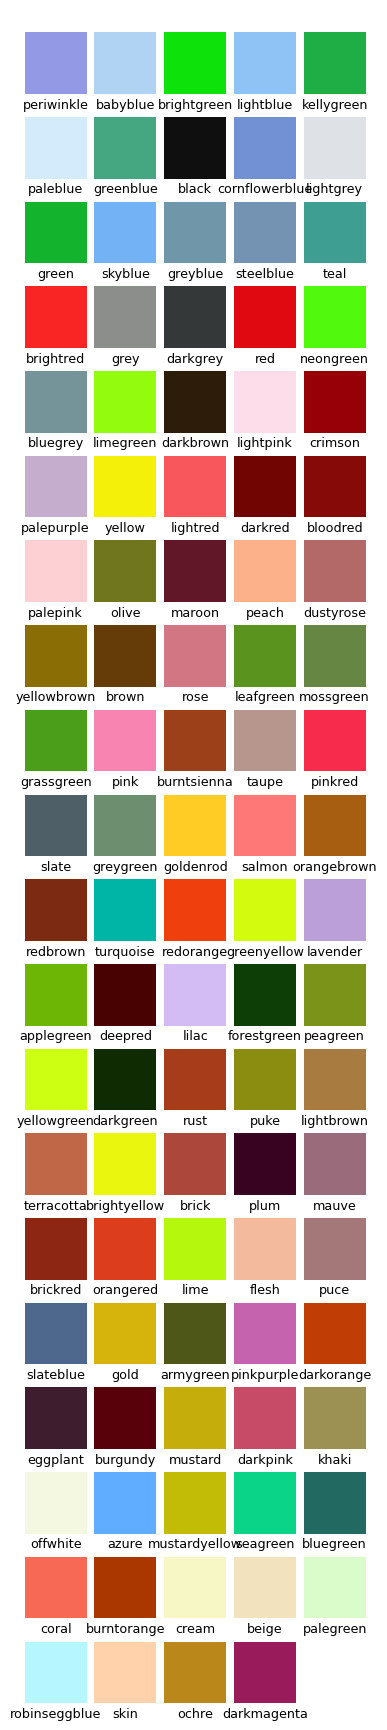 periwinkle babyblue brightgreen lightblue kellygreen
paleblue greenblue black cornflowerblue lightgrey
green skyblue greyblue steelblue teal
brightred grey darkgrey red neongreen
bluegrey limegreen darkbrown lightpink crimson
palepurple yellow lightred darkred bloodred
palepink olive maroon peach dustyrose
yellowbrown brown rose leafgreen mossgreen
grassgreen pink burntsienna taupe pinkred
slate greygreen goldenrod salmon orangebrown
redbrown turquoise redorange greenyellow lavender
applegreen deepred lilac forestgreen peagreen
yellowgreen darkgreen rust puke lightbrown
terracotta brightyellow brick plum mauve
brickred orangered lime flesh puce
slateblue gold armygreen pinkpurple darkorange
eggplant burgundy mustard darkpink khaki
offwhite azure mustardyellow seagreen bluegreen
coral burntorange cream beige palegreen
robinseggblue skin ochre darkmagenta